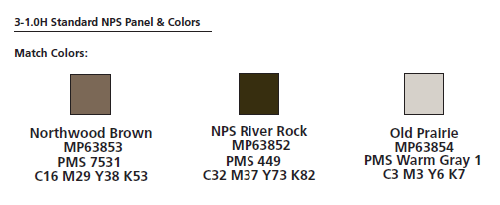 3-1.0H Standard NPS Panel & Colors
Match Colors:
Northwood Brown
MP63853
PMS 7531
C16 M29 Y38 K53
NPS River Rock
MP63852
PMS 449
C32 M37 Y73 K82
Old Prairie
MP63854
PMS Warm Gray 1
C3 M3 Y6 K7